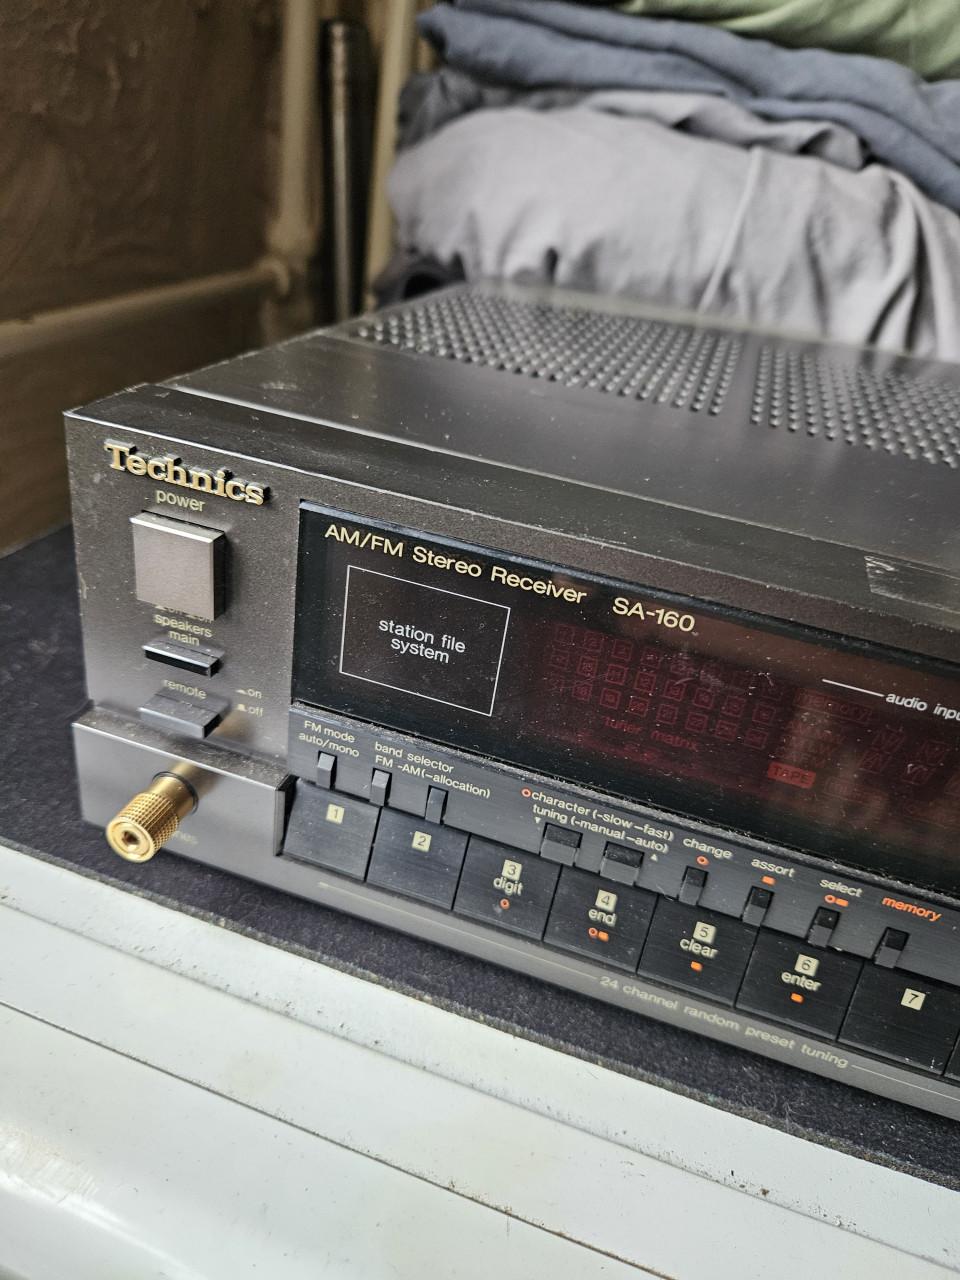 Technics
power
speakers
main
remote
on
off
AM/FM Stereo Receiver SA-160
station file
system
tuner matrix
TAPE
audio
FM mode
auto/mono
band selector
FM -AM(-allocation)
character (-slow-fast)
tuning (-manual-auto)
change
assort
select
memory
1
2
3
digit
4
end
5
clear
6
enter
7
24 channel random preset tuning